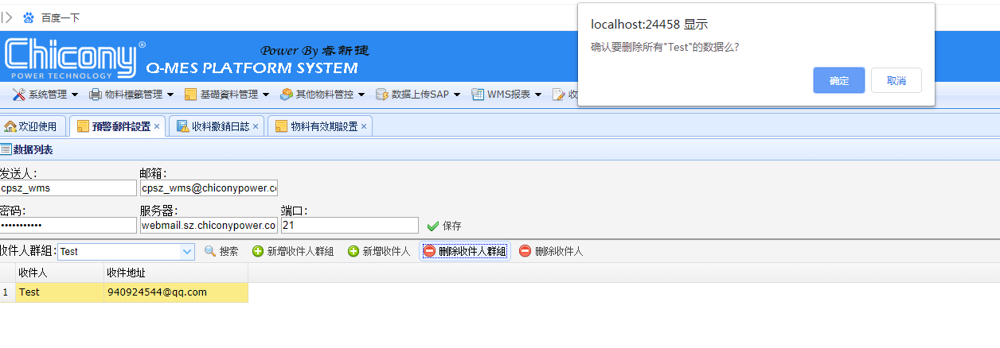 百度一下
localhost:24458 显示
确认要删除所有"Test"的数据么?
确定
取消
Chicony
POWER TECHNOLOGY
Power By 睿新捷
Q-MES PLATFORM SYSTEM
系统管理
物料標籤管理
基礎資料管理
其他物料管控
数据上传SAP
WMS报表
收
欢迎使用
預警郵件設置
收料撤銷日誌
物料有效期設置
数据列表
发送人：
邮箱：
cpsz_wms
cpsz_wms@chiconypower.c
密码：
服务器：
端口：
•••••••••••
webmail.sz.chiconypower.co
21
保存
收件人群組：
Test
搜索
新增收件人群組
新增收件人
删除收件人群組
删除收件人
收件人
收件地址
1
Test
940924544@qq.com